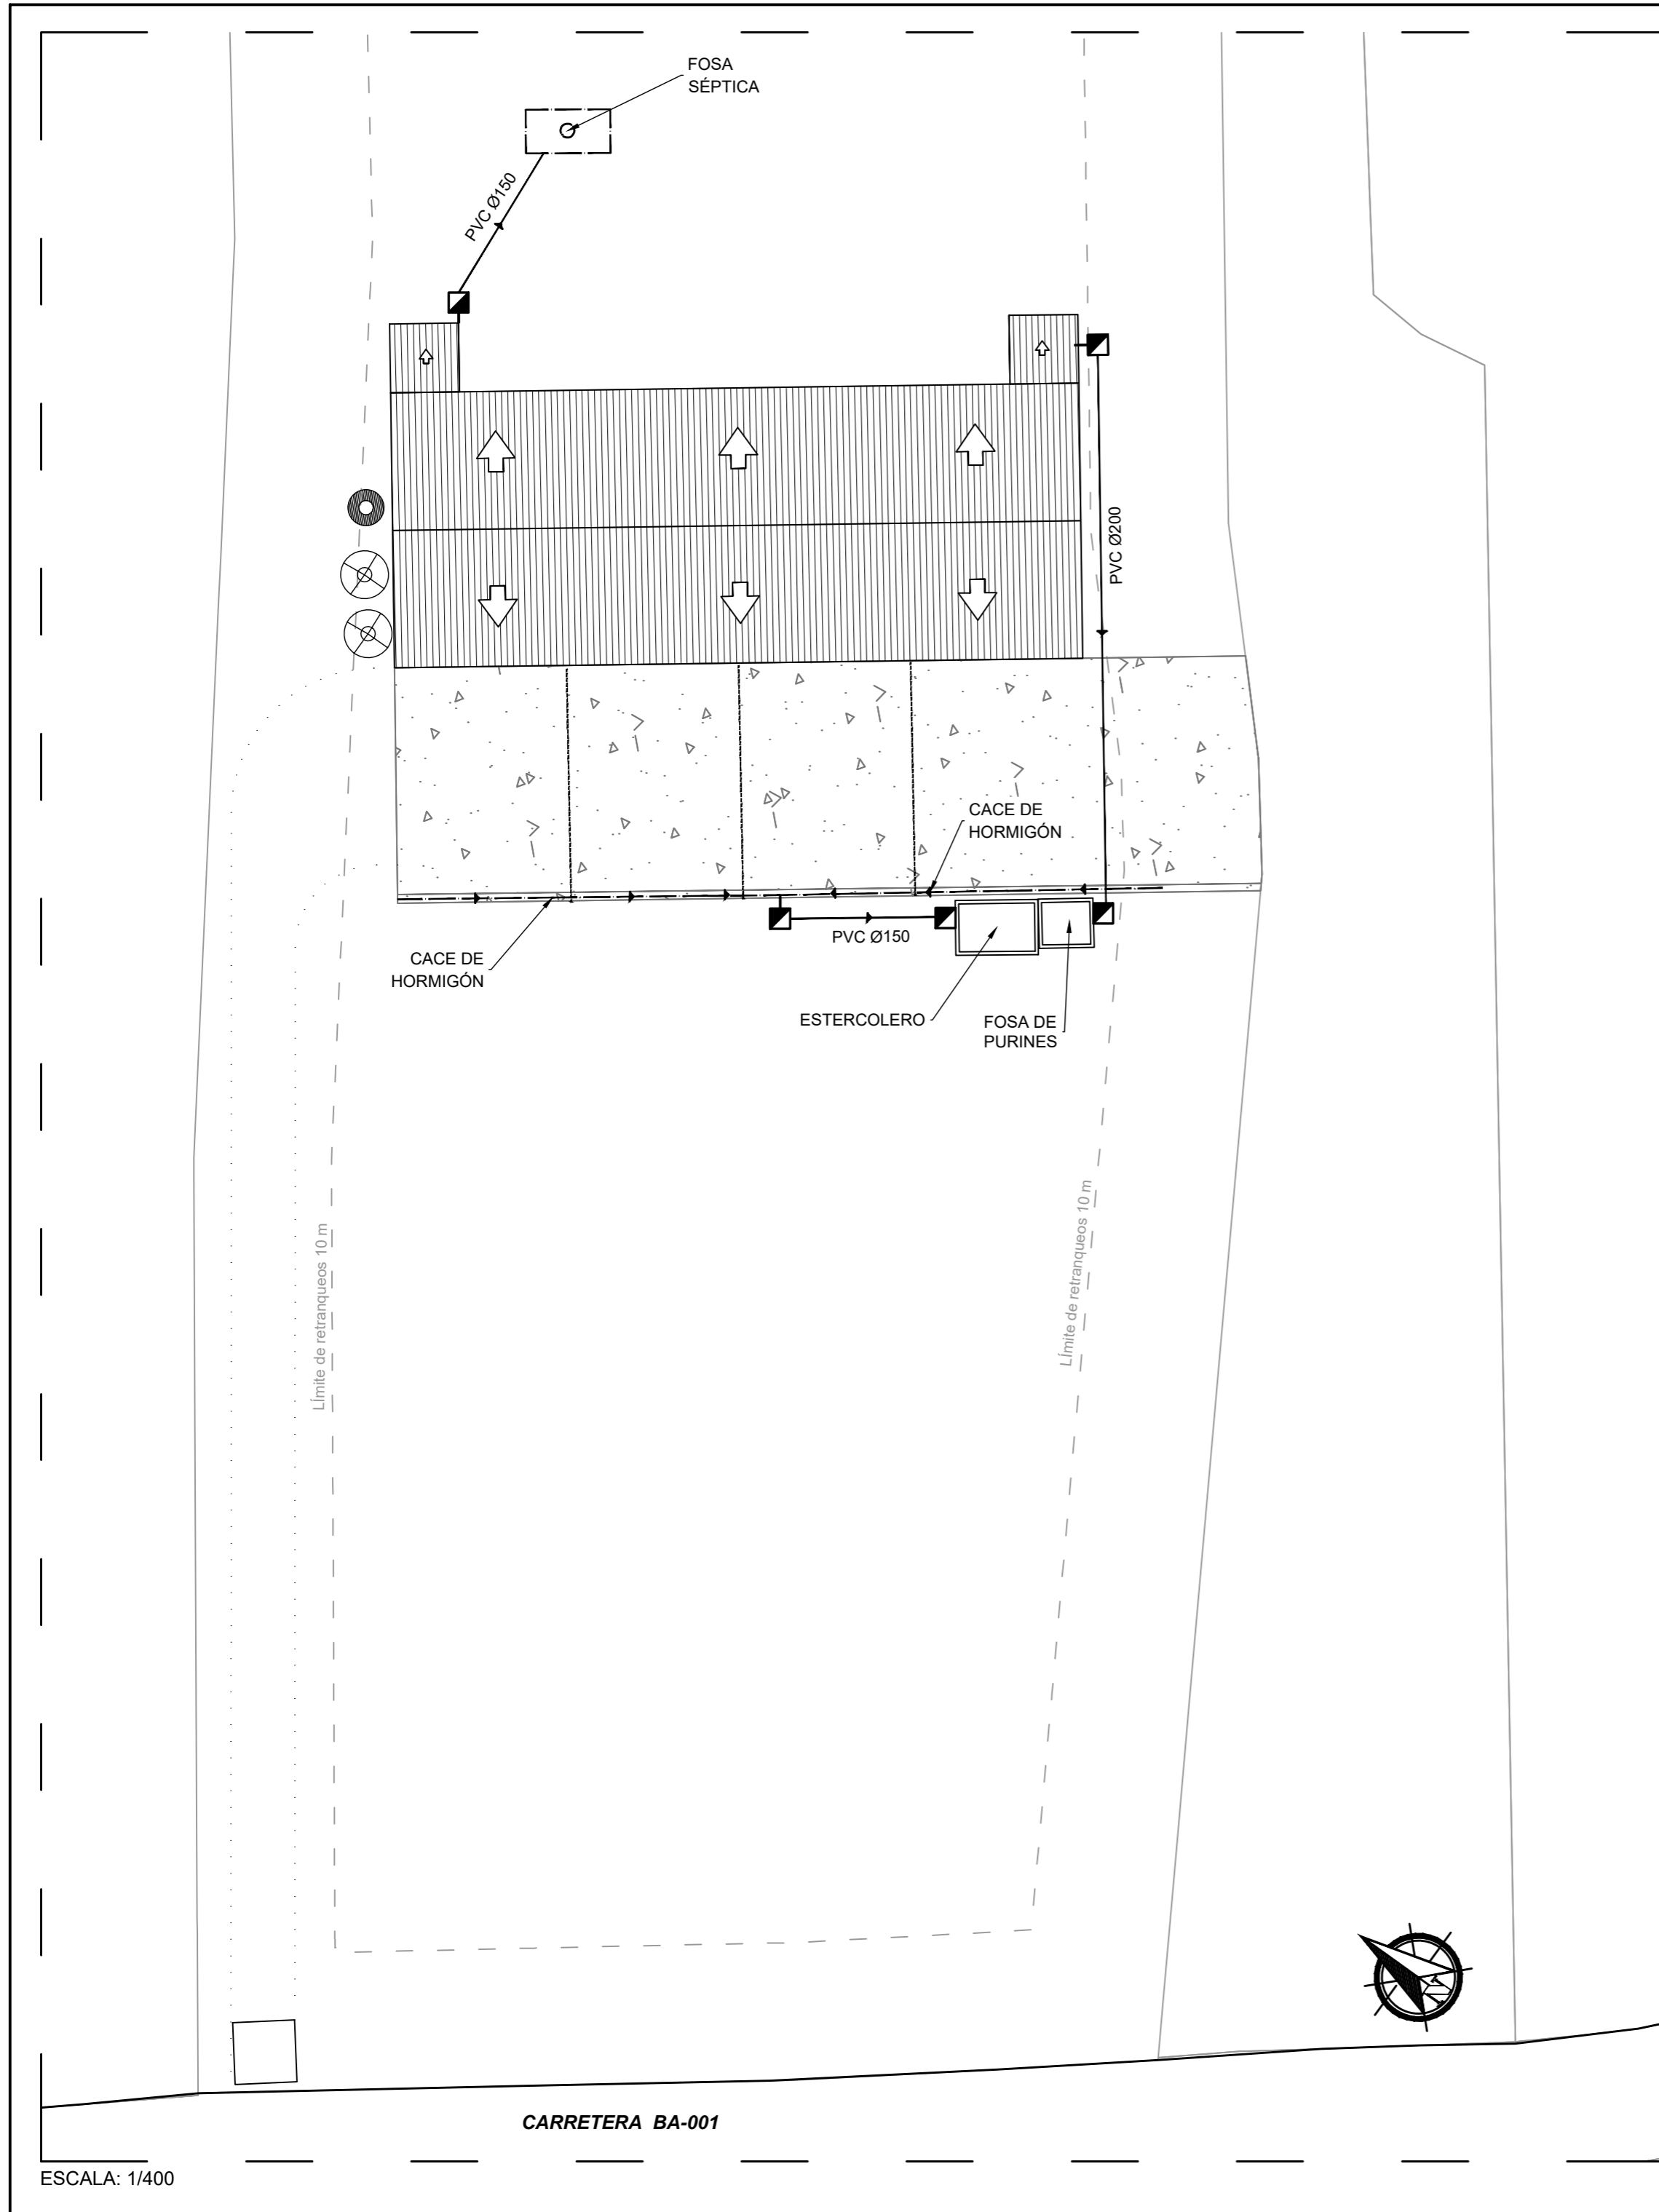 FOSA
SÉPTICA
PVC Ø150
PVC Ø200
CACE DE
HORMIGÓN
PVC Ø150
CACE DE
HORMIGÓN
ESTERCOLERO
FOSA DE
PURINES
Límite de retranqueos 10 m
Límite de retranqueos 10 m
N
CARRETERA BA-001
ESCALA: 1/400